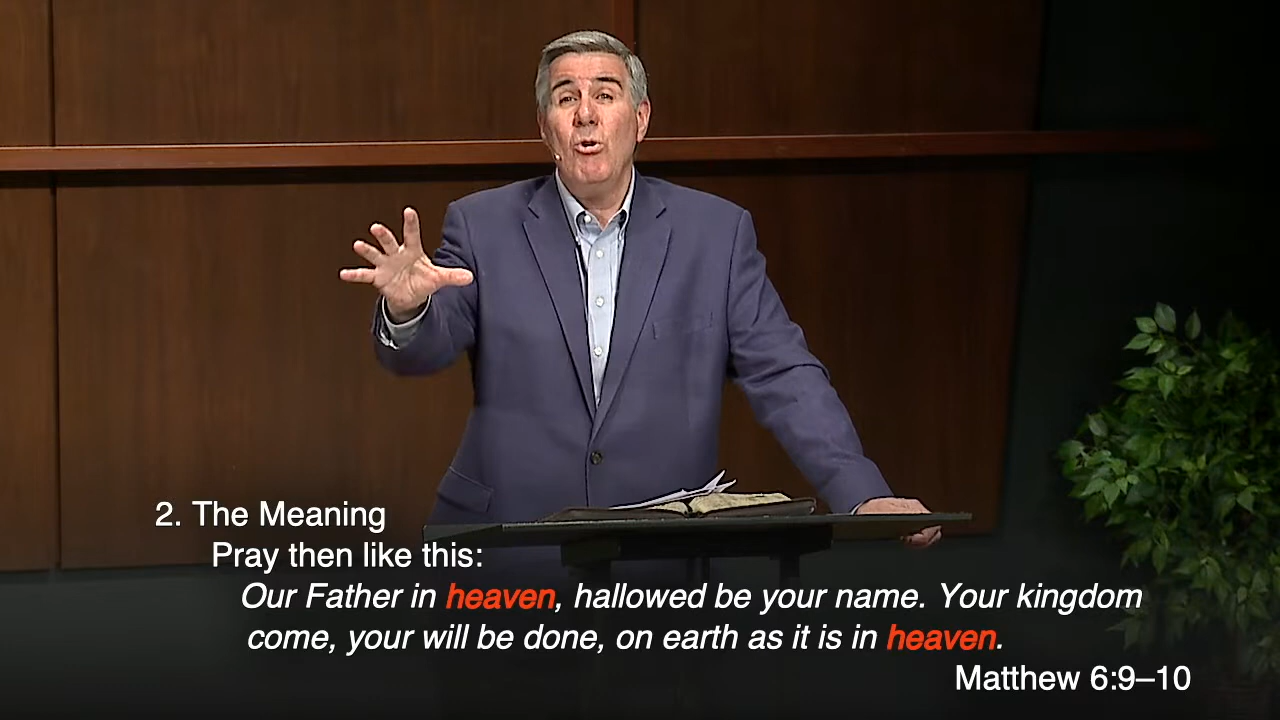 2. The Meaning
Pray then like this:
Our Father in heaven, hallowed be your name. Your kingdom
come, your will be done, on earth as it is in heaven.
Matthew 6:9–10